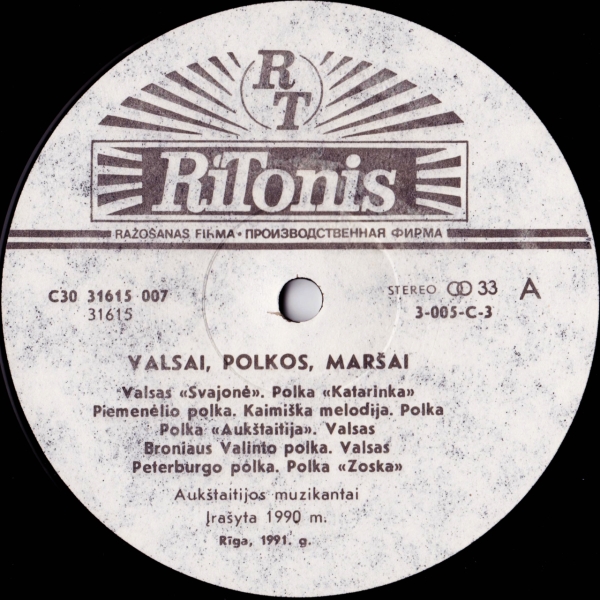 RT
RiTonis
RAŽOŠANAS FIRMA • ПРОИЗВОДСТВЕННАЯ ФИРМА
C30 31615 007
31615
STEREO 33 A
3-005-C-3
VALSAI, POLKOS, MARŠAI
Valsas «Svajonė». Polka «Katarinka»
Piemenėlio polka. Kaimiška melodija. Polka
Polka «Aukštaitija». Valsas
Broniaus Valinto polka. Valsas
Peterburgo polka. Polka «Zoska»
Aukštaitijos muzikantai
Įrašyta 1990 m.
Rīga, 1991. g.